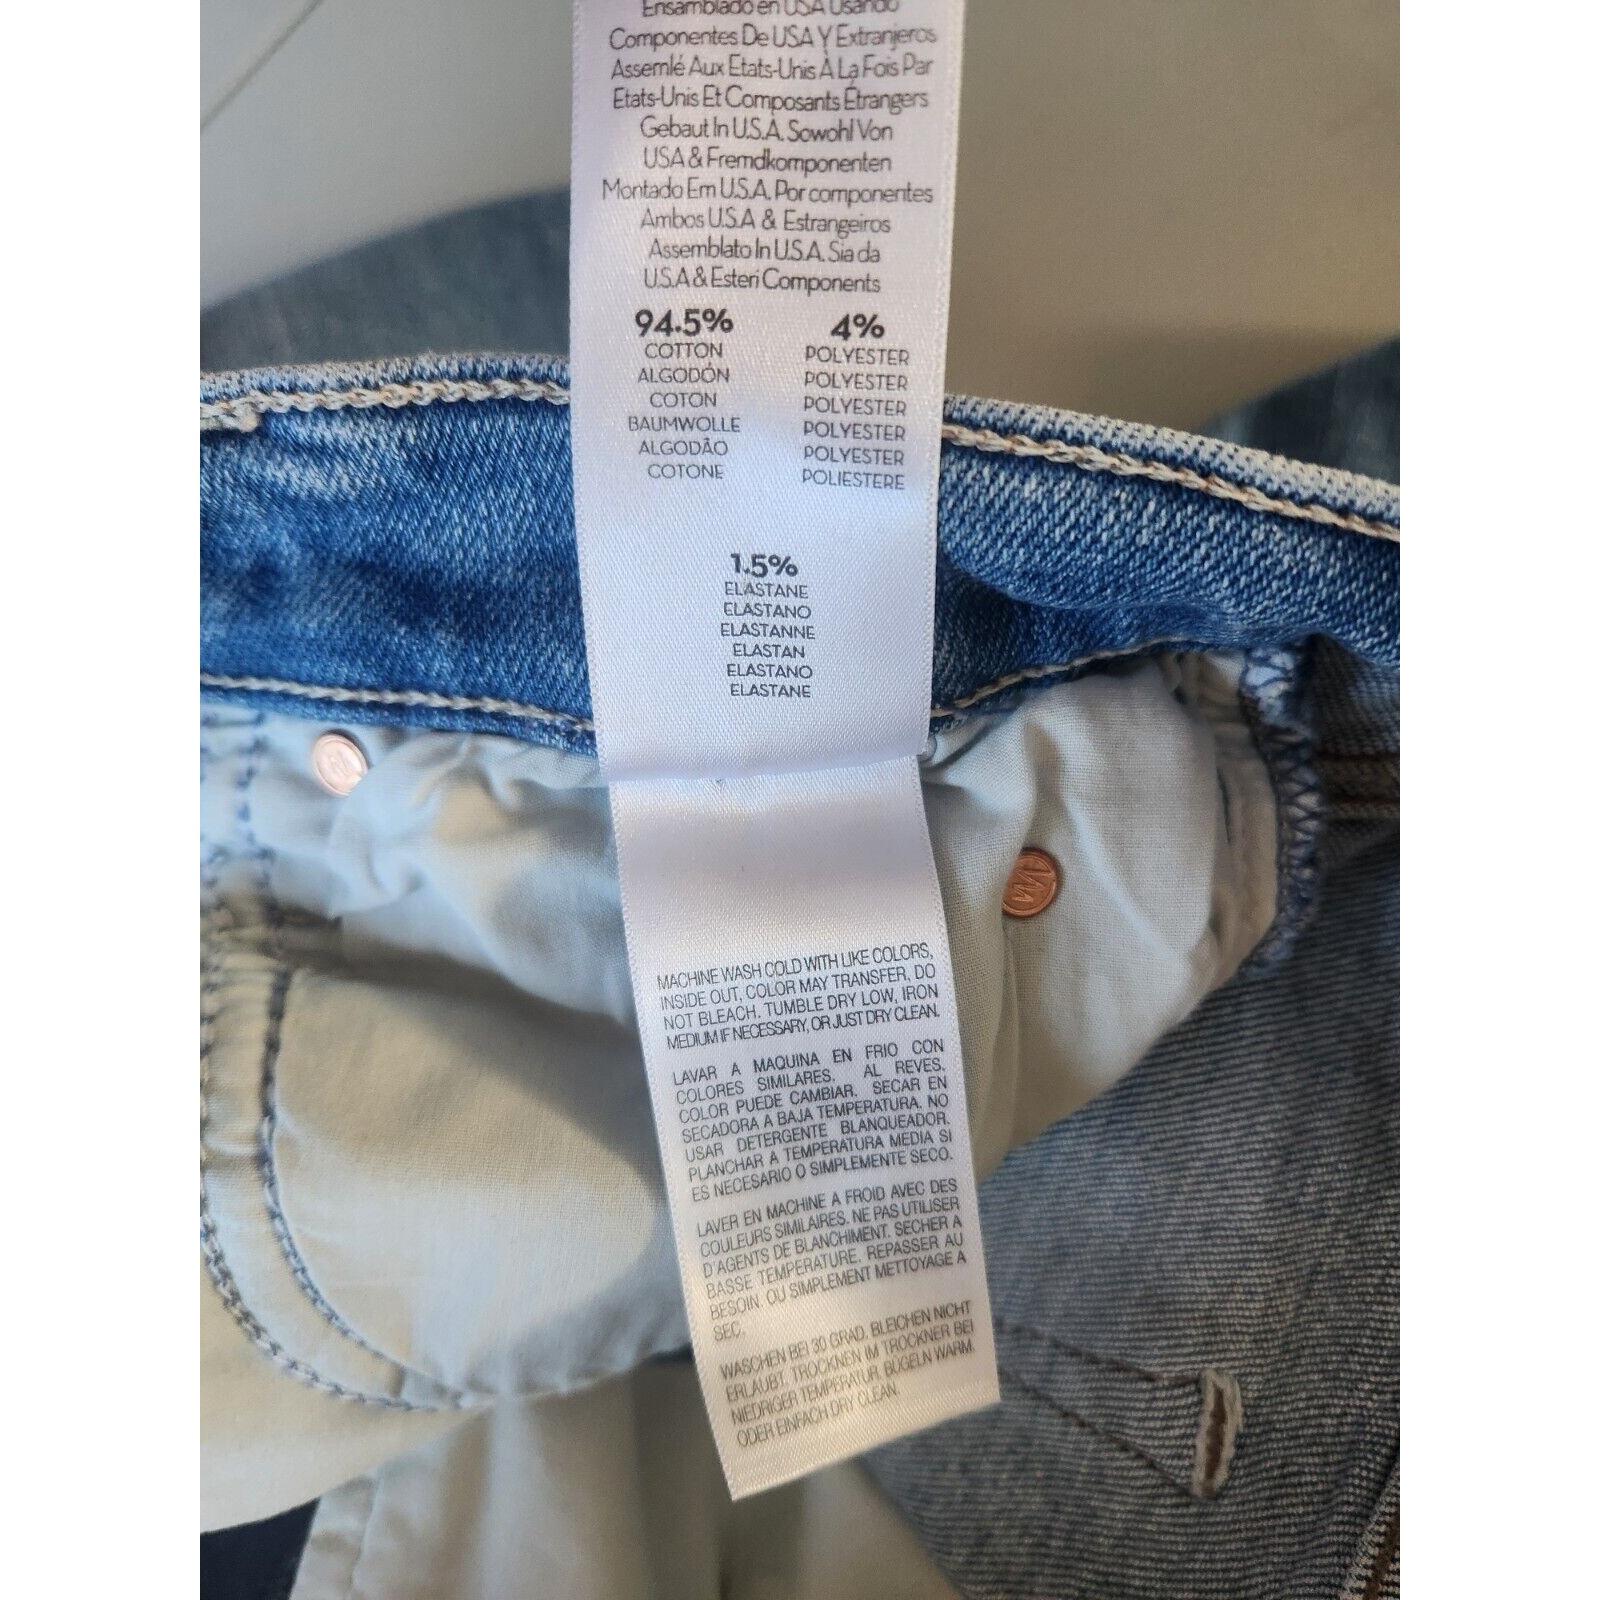 Ensamblado en USA Usando
Componentes De USA Y Extranjeros
Assemlé Aux Etats-Unis À La Fois Par
Etats-Unis Et Composants Étrangers
Gebaut In U.S.A. Sowohl Von
USA & Fremdkomponenten
Montado Em U.S.A. Por componentes
Ambos U.S.A & Estrangeiros
Assemblato In U.S.A. Sia da
U.S.A & Esteri Components
94.5%
COTTON
ALGODÓN
COTON
BAUMWOLLE
ALGODÃO
COTONE
4%
POLYESTER
POLYESTER
POLYESTER
POLYESTER
POLYESTER
POLIESTERE
1.5%
ELASTANE
ELASTANO
ELASTANNE
ELASTAN
ELASTANO
ELASTANE
MACHINE WASH COLD WITH LIKE COLORS,
INSIDE OUT, COLOR MAY TRANSFER, DO
NOT BLEACH. TUMBLE DRY LOW, IRON
MEDIUM IF NECESSARY, OR JUST DRY CLEAN.
LAVAR A MAQUINA EN FRIO CON
COLORES SIMILARES. AL REVES.
COLOR PUEDE CAMBIAR. SECAR EN
SECADORA A BAJA TEMPERATURA. NO
USAR DETERGENTE BLANQUEADOR.
PLANCHAR A TEMPERATURA MEDIA SI
ES NECESARIO O SIMPLEMENTE SECO.
LAVER EN MACHINE A FROID AVEC DES
COULEURS SIMILAIRES. NE PAS UTILISER
D'AGENTS DE BLANCHIMENT. SECHER A
BASSE TEMPERATURE. REPASSER AU
BESOIN. OU SIMPLEMENT METTOYAGE A
SEC.
WASCHEN BEI 30 GRAD. BLEICHEN NICHT
ERLAUBT. TROCKNEN IM TROCKNER BEI
NIEDRIGER TEMPERATUR. BÜGELN WARM.
ODER EINFACH DRY CLEAN.